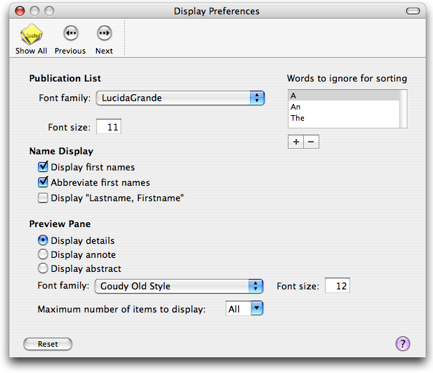 Display Preferences
Show All Previous Next
Publication List
Words to ignore for sorting
Font family: LucidaGrande
A
An
The
Font size: 11
+ −
Name Display
Display first names
Abbreviate first names
Display "Lastname, Firstname"
Preview Pane
Display details
Display annote
Display abstract
Font family: Goudy Old Style Font size: 12
Maximum number of items to display: All
Reset ?